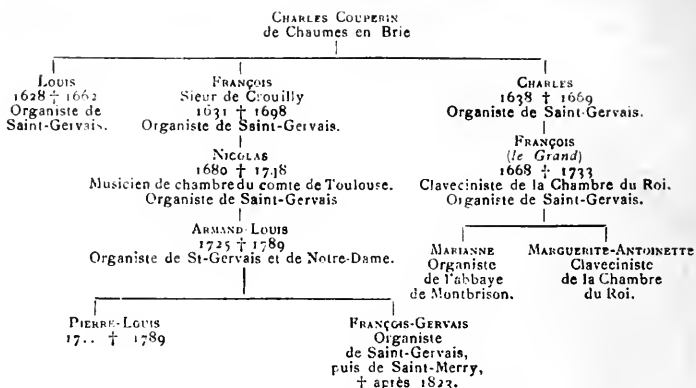 CHARLES COUPERIN
de Chaumes en Brie
LOUIS
1628 † 1662
Organiste de
Saint-Gervais.
FRANÇOIS
Sieur de Crouilly
1631 † 1698
Organiste de Saint-Gervais.
CHARLES
1638 † 1669
Organiste de Saint-Gervais.
NICOLAS
1680 † 1748
Musicien de chambre du comte de Toulouse.
Organiste de Saint-Gervais
FRANÇOIS
(le Grand)
1668 † 1733
Claveciniste de la Chambre du Roi.
Organiste de Saint-Gervais.
ARMAND-LOUIS
1725 † 1789
Organiste de St-Gervais et de Notre-Dame.
MARIANNE
Organiste
de l'abbaye
de Montbrison.
MARGUERITE-ANTOINETTE
Claveciniste
de la Chambre
du Roi.
PIERRE-LOUIS
17.. † 1789
FRANÇOIS-GERVAIS
Organiste
de Saint-Gervais,
puis de Saint-Merry,
† après 1823.